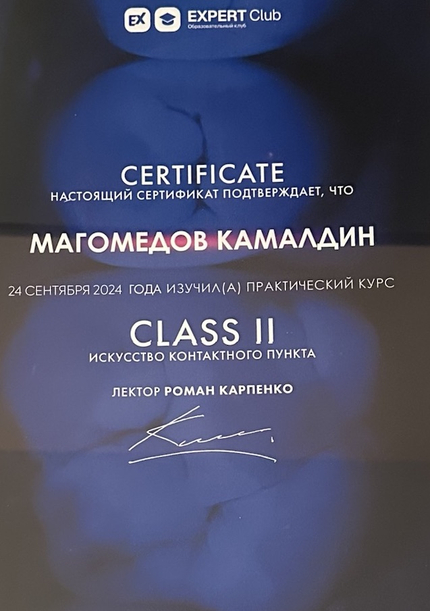 EX EXPERT Club
Образовательный клуб
CERTIFICATE
НАСТОЯЩИЙ СЕРТИФИКАТ ПОДТВЕРЖДАЕТ, ЧТО
МАГОМЕДОВ КАМАЛДИН
24 СЕНТЯБРЯ 2024 ГОДА ИЗУЧИЛ(А) ПРАКТИЧЕСКИЙ КУРС
CLASS II
ИСКУССТВО КОНТАКТНОГО ПУНКТА
ЛЕКТОР РОМАН КАРПЕНКО